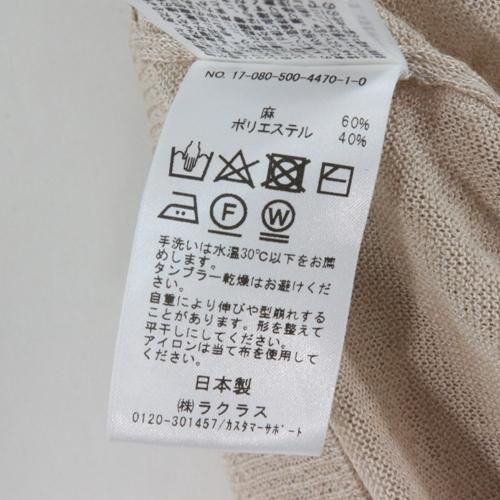 NO. 17-080-500-4470-1-0
麻 60%
ポリエステル 40%
F W
手洗いは水温30℃以下をお薦
めします。
タンブラー乾燥はお避けくだ
さい。
自重により伸びや型崩れする
ことがあります。形を整えて
平干しにしてください。
アイロンは当て布を使用して
ください。
日本製
㈱ラクラス
0120-301457/カスタマーサポート